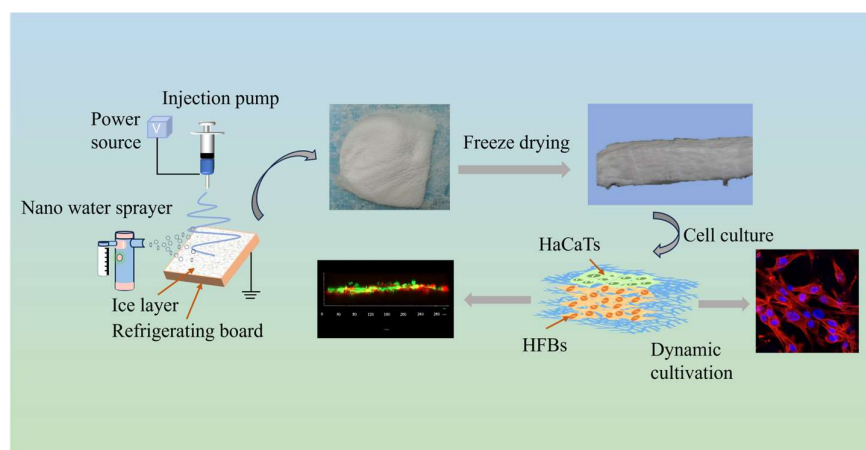 Injection pump
Power
source
V
Nano water sprayer
Ice layer
Refrigerating board
Freeze drying
Cell culture
HaCaTs
HFBs
Dynamic
cultivation